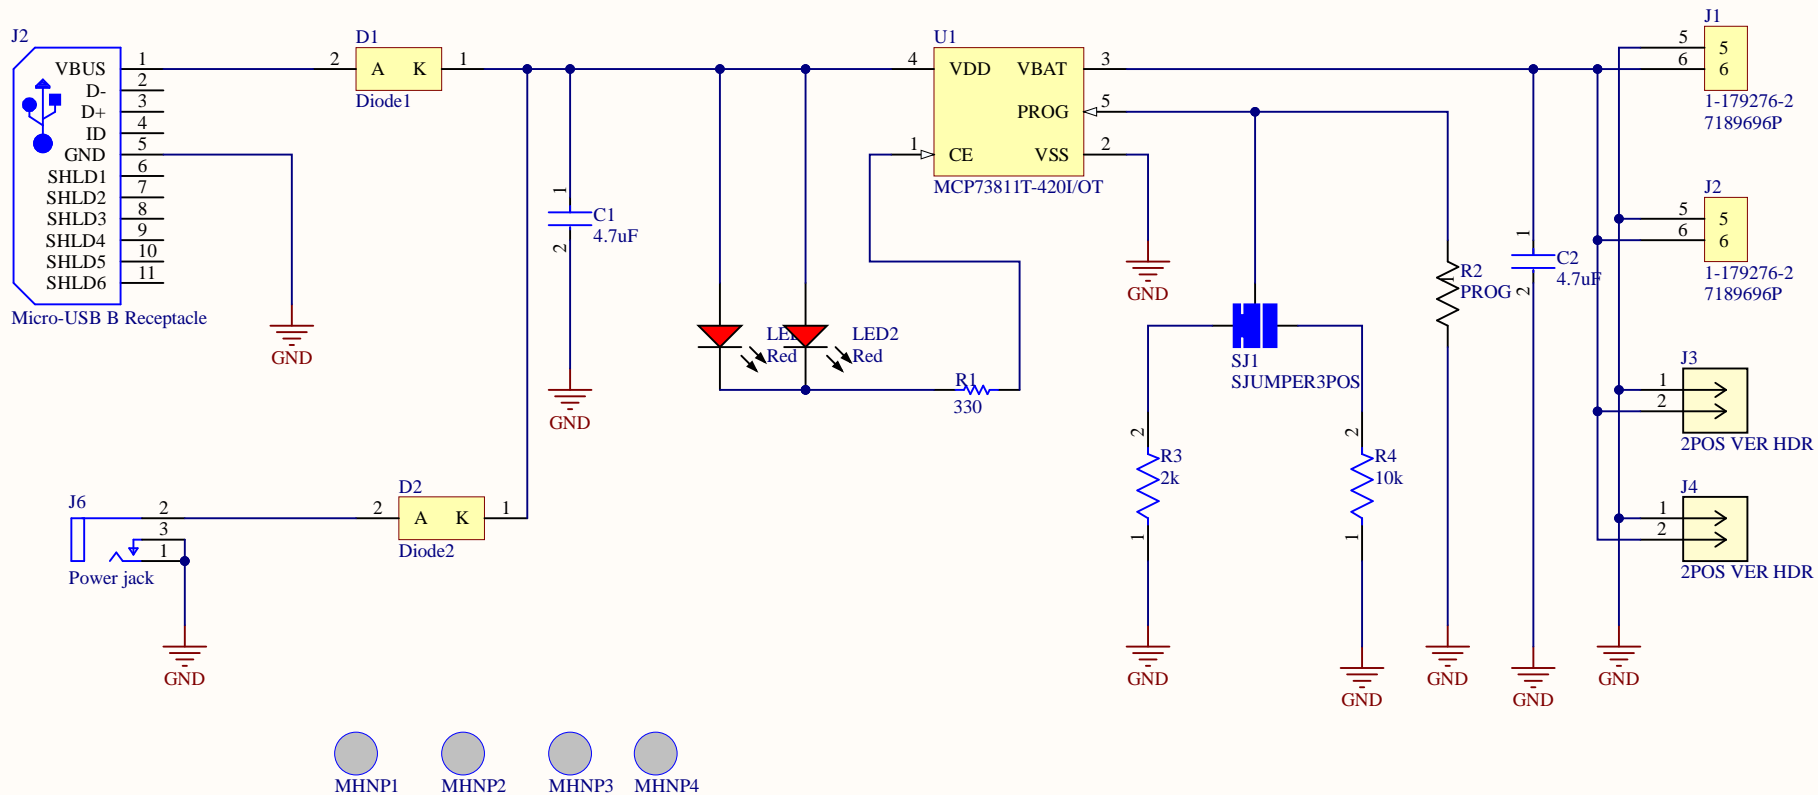 J2
VBUS 1
D- 2
D+ 3
ID 4
GND 5
SHLD1 6
SHLD2 7
SHLD3 8
SHLD4 9
SHLD5 10
SHLD6 11
Micro-USB B Receptacle
GND
D1
2 A K 1
Diode1
J6
2
3
1
Power jack
GND
D2
2 A K 1
Diode2
1
C1
4.7uF
2
GND
Red
LED2
Red
R1
330
U1
4 VDD VBAT 3
PROG 5
1 CE VSS 2
MCP73811T-420I/OT
GND
SJ1
SJUMPER3POS
2
R3
2k
1
GND
2
R4
10k
1
GND
R2
PROG
GND
1
C2
4.7uF
2
GND
J1
5 5
6 6
1-179276-2
7189696P
J2
5 5
6 6
1-179276-2
7189696P
J3
1
2
2POS VER HDR
J4
1
2
2POS VER HDR
GND
MHNP1
MHNP2
MHNP3
MHNP4